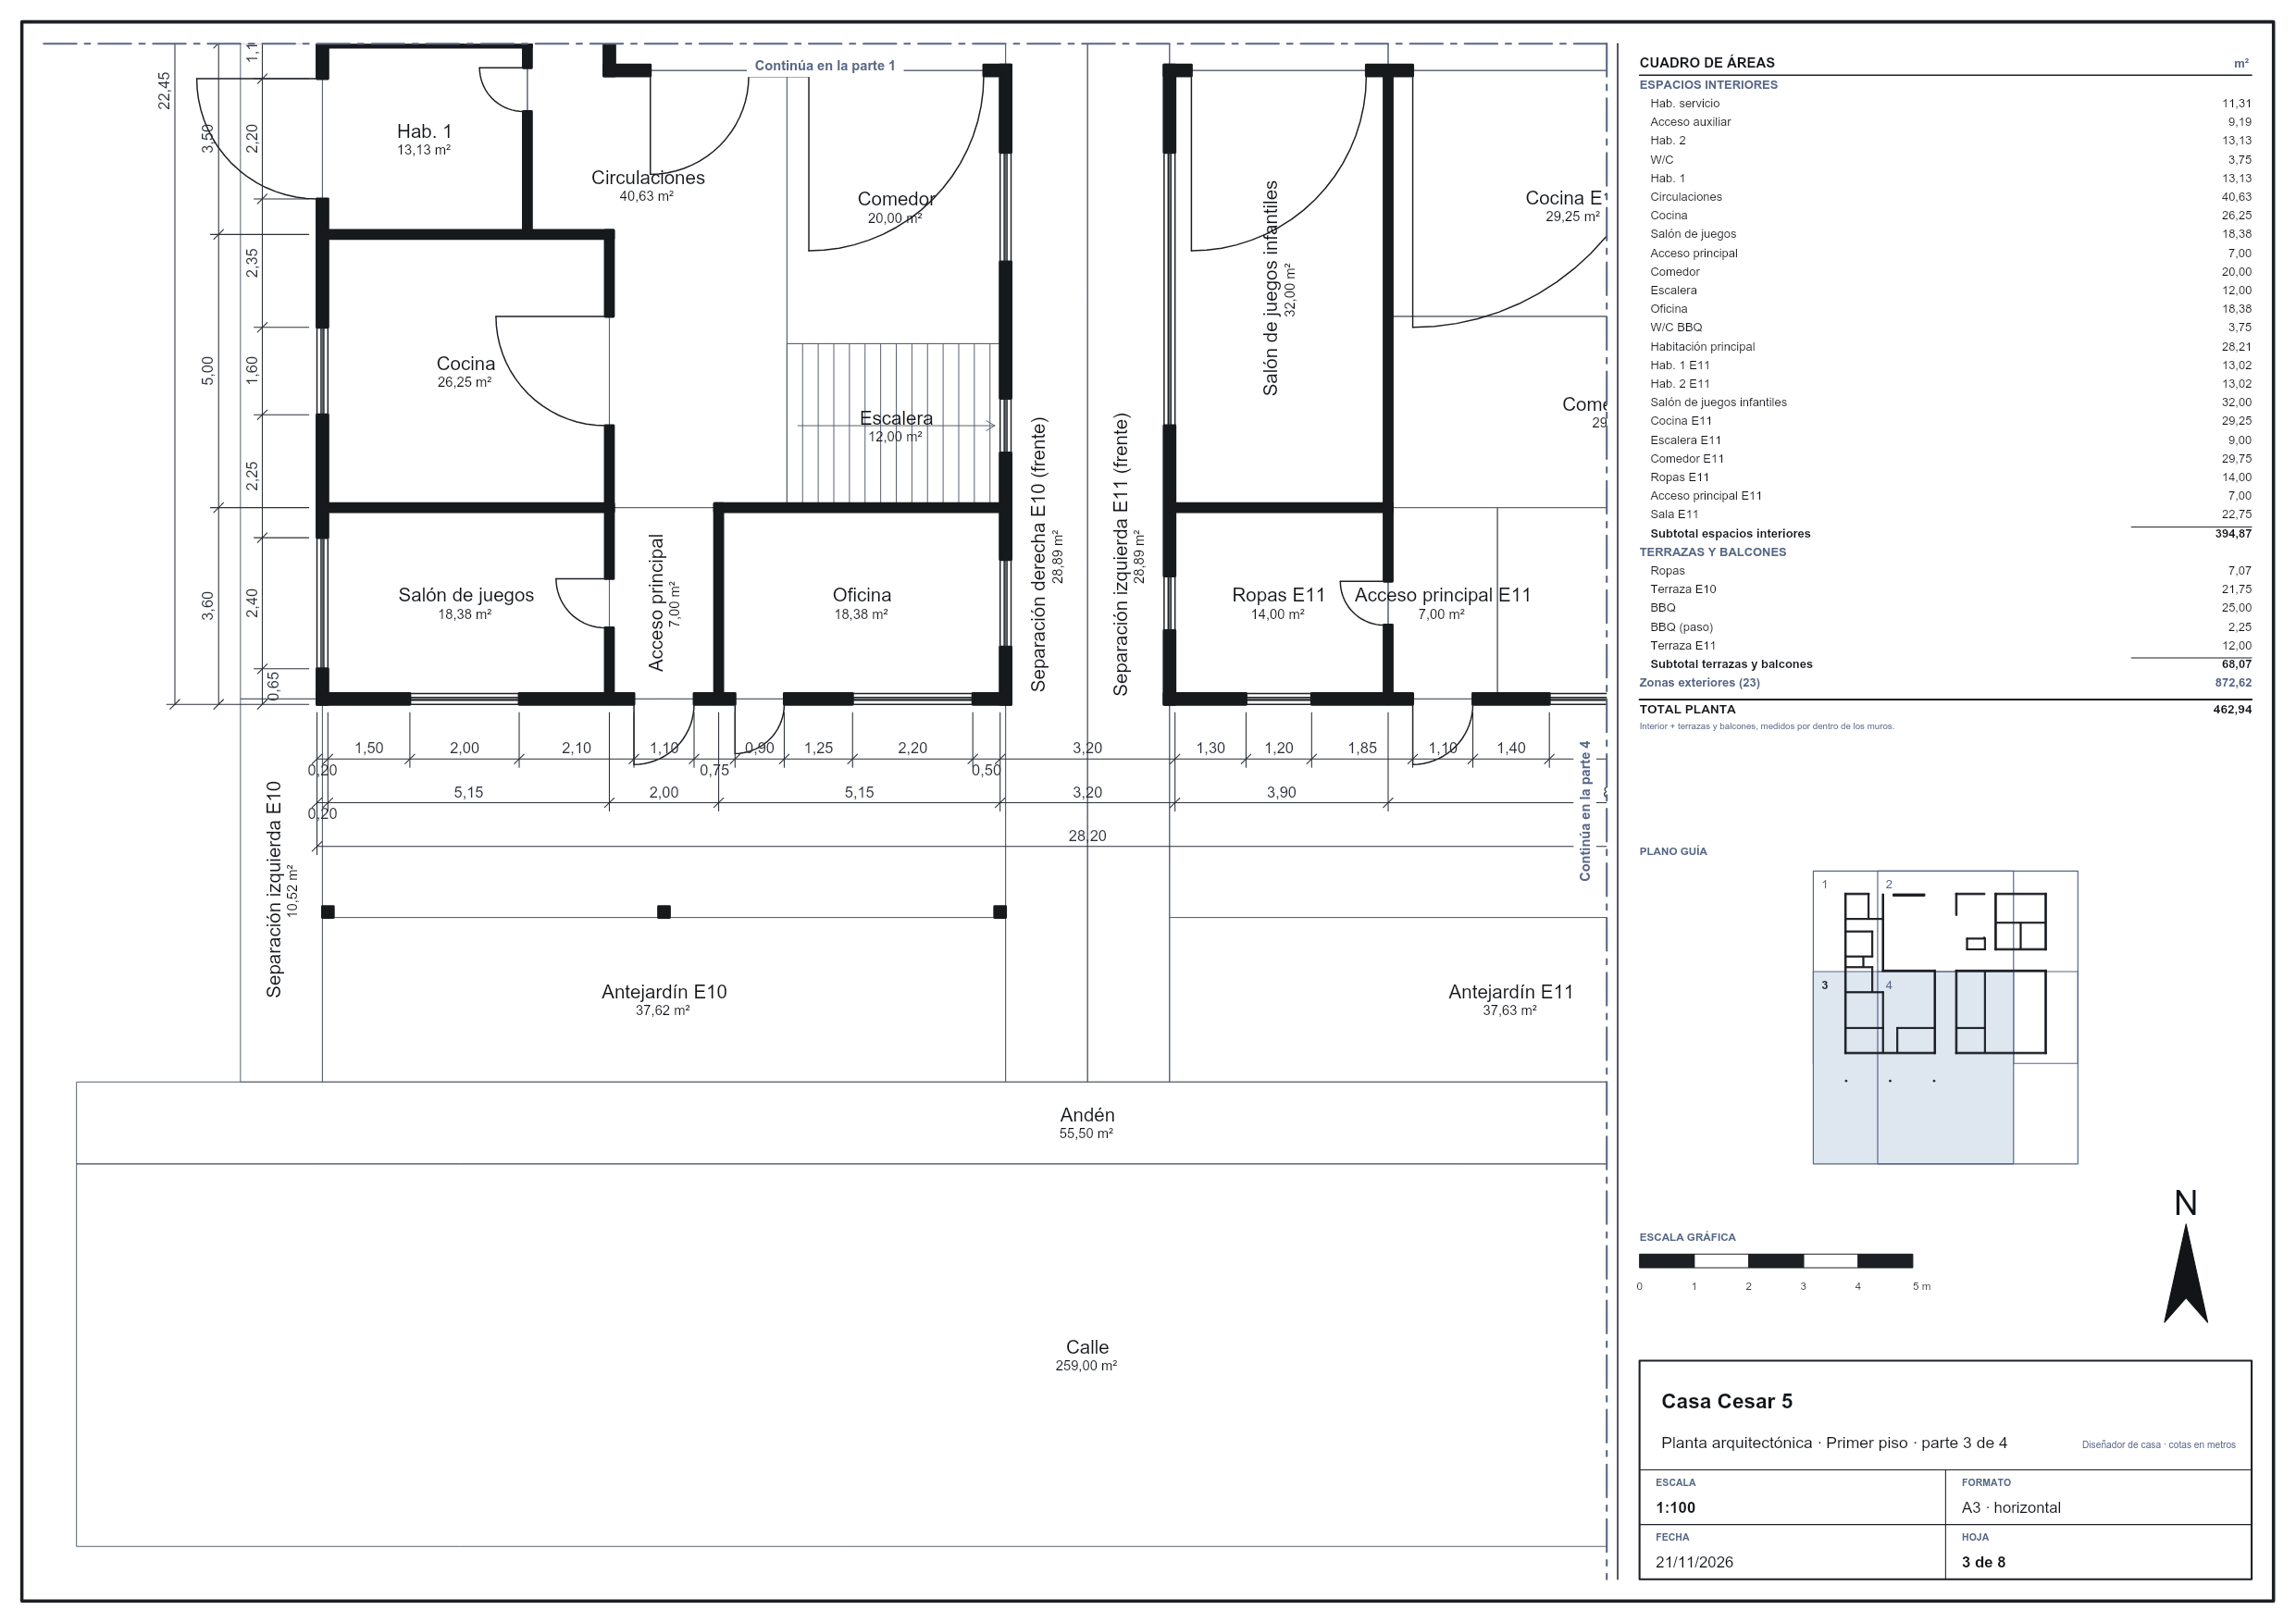 Continúa en la parte 1
22,45
3,50
2,20
2,35
5,00
1,60
2,25
3,60
2,40
0,65
Hab. 1
13,13 m²
Circulaciones
40,63 m²
Comedor
20,00 m²
Cocina
26,25 m²
Escalera
12,00 m²
Salón de juegos
18,38 m²
Acceso principal
7,00 m²
Oficina
18,38 m²
Separación derecha E10 (frente)
28,89 m²
Separación izquierda E11 (frente)
28,89 m²
Salón de juegos infantiles
32,00 m²
29,25 m²
Ropas E11
14,00 m²
Acceso principal E11
7,00 m²
1,50 2,00 2,10 1,10 0,90 1,25 2,20 3,20 1,30 1,20 1,85 1,10 1,40
0,20 0,75 0,50
5,15 2,00 5,15 3,20 3,90
0,20
28,20
Continúa en la parte 4
Separación izquierda E10
10,52 m²
Antejardín E10
37,62 m²
Antejardín E11
37,63 m²
Andén
55,50 m²
Calle
259,00 m²
CUADRO DE ÁREAS m²
ESPACIOS INTERIORES
Hab. servicio 11,31
Acceso auxiliar 9,19
Hab. 2 13,13
W/C 3,75
Hab. 1 13,13
Circulaciones 40,63
Cocina 26,25
Salón de juegos 18,38
Acceso principal 7,00
Comedor 20,00
Escalera 12,00
Oficina 18,38
W/C BBQ 3,75
Habitación principal 28,21
Hab. 1 E11 13,02
Hab. 2 E11 13,02
Salón de juegos infantiles 32,00
Cocina E11 29,25
Escalera E11 9,00
Comedor E11 29,75
Ropas E11 14,00
Acceso principal E11 7,00
Sala E11 22,75
Subtotal espacios interiores 394,87
TERRAZAS Y BALCONES
Ropas 7,07
Terraza E10 21,75
BBQ 25,00
BBQ (paso) 2,25
Terraza E11 12,00
Subtotal terrazas y balcones 68,07
Zonas exteriores (23) 872,62
TOTAL PLANTA 462,94
Interior + terrazas y balcones, medidos por dentro de los muros.
PLANO GUÍA
1 2
3 4
N
ESCALA GRÁFICA
0 1 2 3 4 5 m
Casa Cesar 5
Planta arquitectónica · Primer piso · parte 3 de 4
Diseñador de casa · cotas en metros
ESCALA
1:100
FORMATO
A3 · horizontal
FECHA
21/11/2026
HOJA
3 de 8